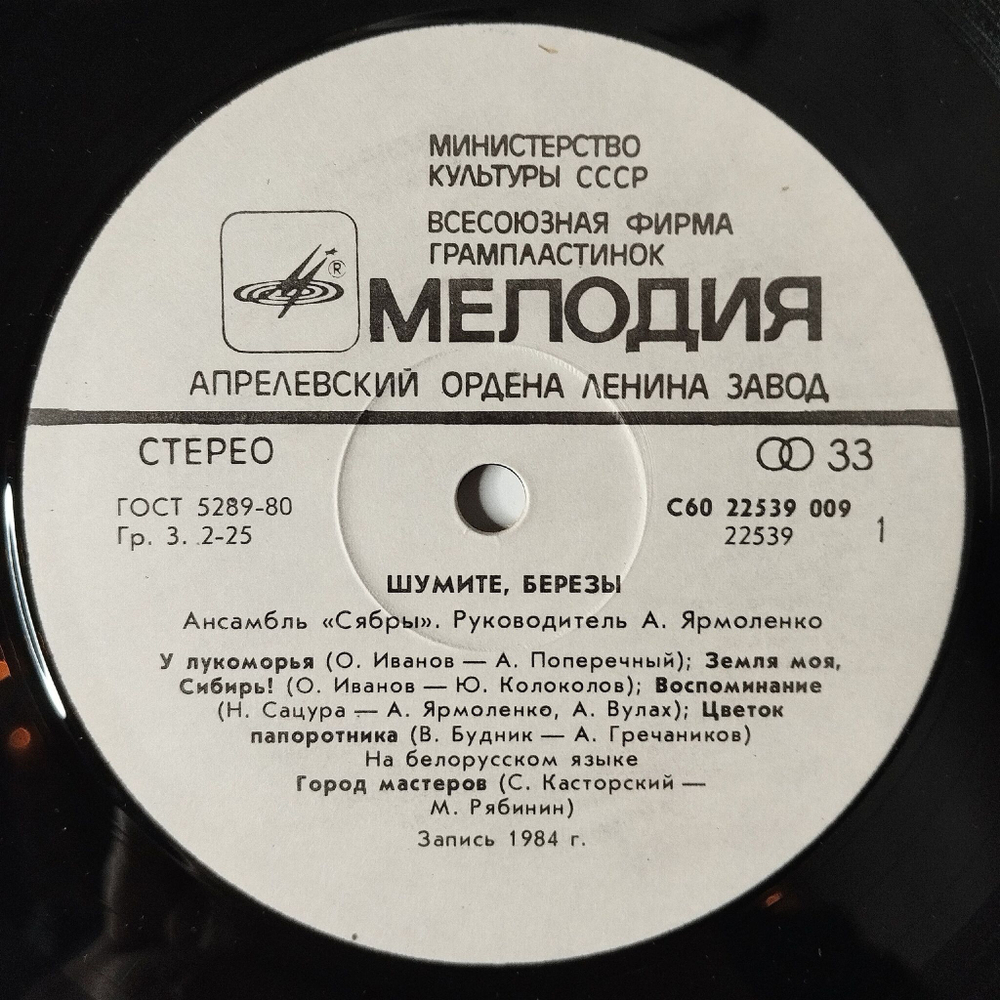 МИНИСТЕРСТВО
КУЛЬТУРЫ СССР
ВСЕСОЮЗНАЯ ФИРМА
ГРАМПЛАСТИНОК
®
МЕЛОДИЯ
АПРЕЛЕВСКИЙ ОРДЕНА ЛЕНИНА ЗАВОД
СТЕРЕО
33
ГОСТ 5289-80
Гр. 3. 2-25
С60 22539 009
22539
1
ШУМИТЕ, БЕРЕЗЫ
Ансамбль «Сябры». Руководитель А. Ярмоленко
У лукоморья (О. Иванов — А. Поперечный); Земля моя,
Сибирь! (О. Иванов — Ю. Колоколов); Воспоминание
(Н. Сацура — А. Ярмоленко, А. Вулах); Цветок
папоротника (В. Будник — А. Гречаников)
На белорусском языке
Город мастеров (С. Касторский —
М. Рябинин)
Запись 1984 г.